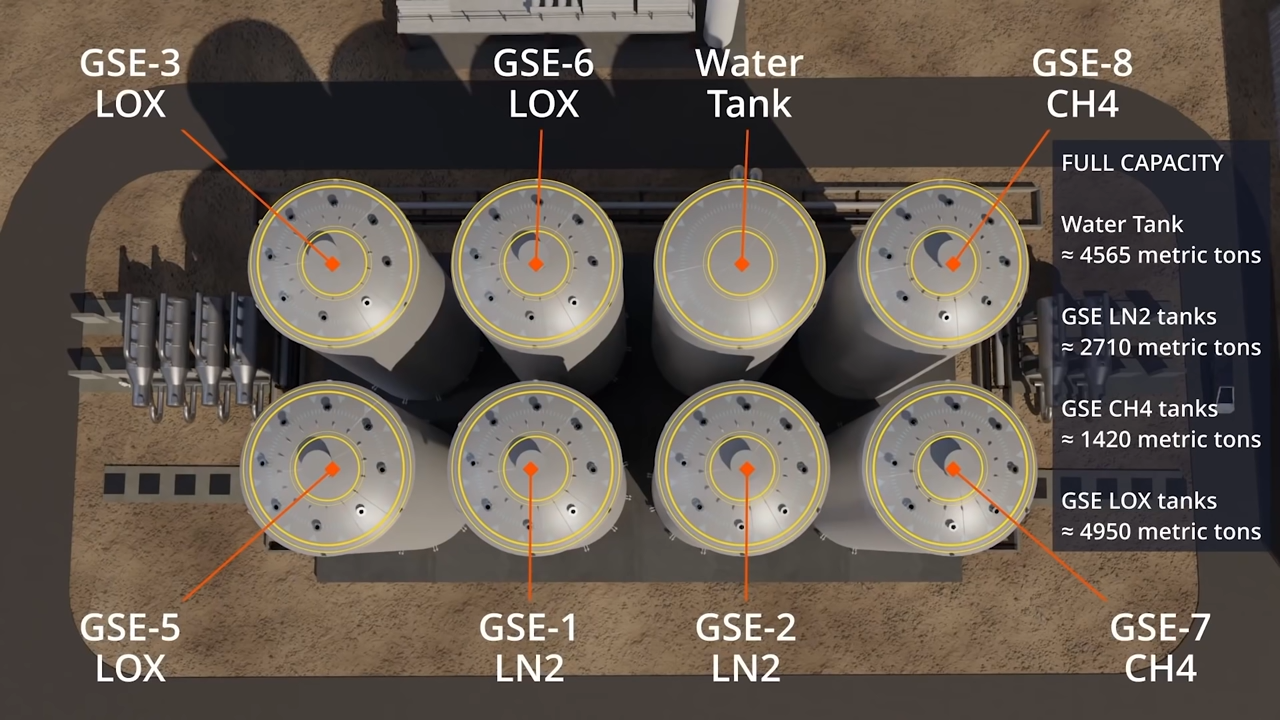 GSE-3
LOX
GSE-6
LOX
Water
Tank
GSE-8
CH4
FULL CAPACITY
Water Tank
≈ 4565 metric tons
GSE LN2 tanks
≈ 2710 metric tons
GSE CH4 tanks
≈ 1420 metric tons
GSE LOX tanks
≈ 4950 metric tons
GSE-5
LOX
GSE-1
LN2
GSE-2
LN2
GSE-7
CH4